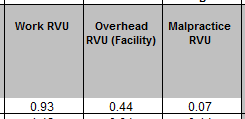 Work RVU Overhead RVU (Facility) Malpractice RVU
0.93 0.44 0.07